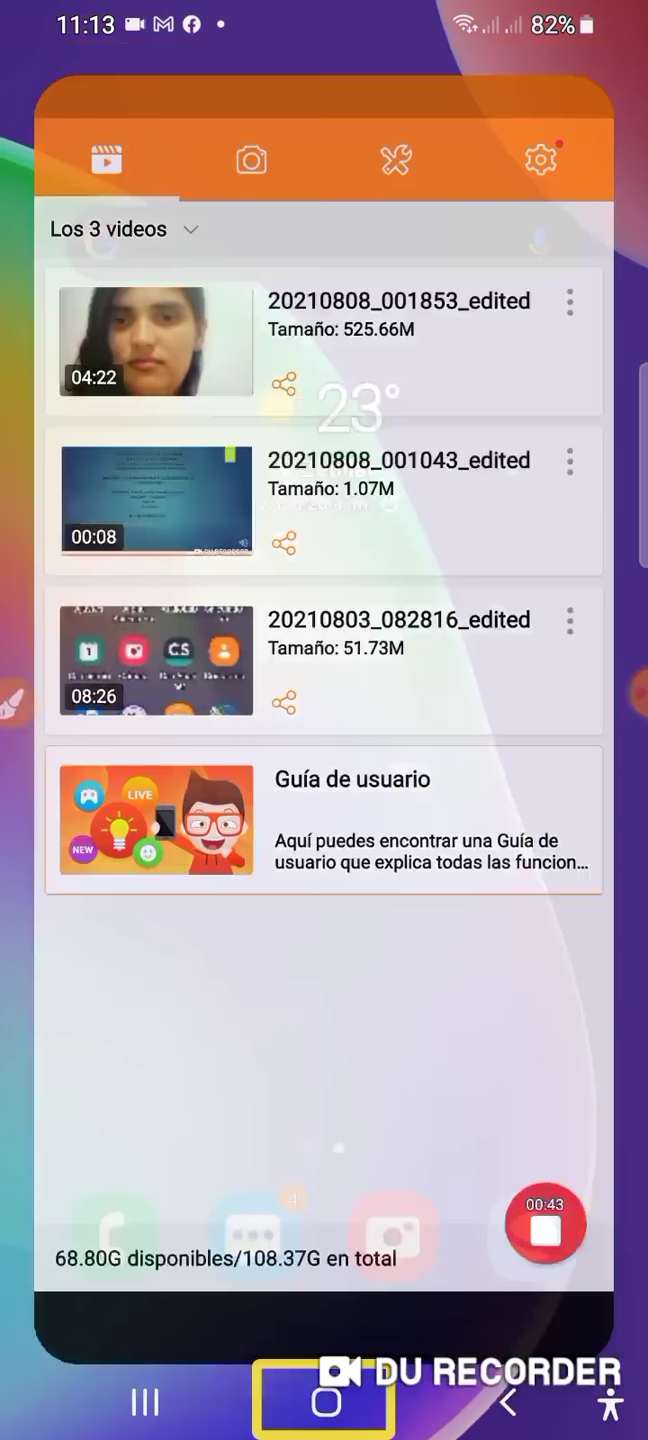 11:13
82%
Los 3 videos
20210808_001853_edited
Tamaño: 525.66M
04:22
23°
20210808_001043_edited
Tamaño: 1.07M
00:08
20210803_082816_edited
Tamaño: 51.73M
1
CS
08:26
LIVE
NEW
Guía de usuario
Aquí puedes encontrar una Guía de
usuario que explica todas las funcion...
4
00:43
68.80G disponibles/108.37G en total
DU RECORDER